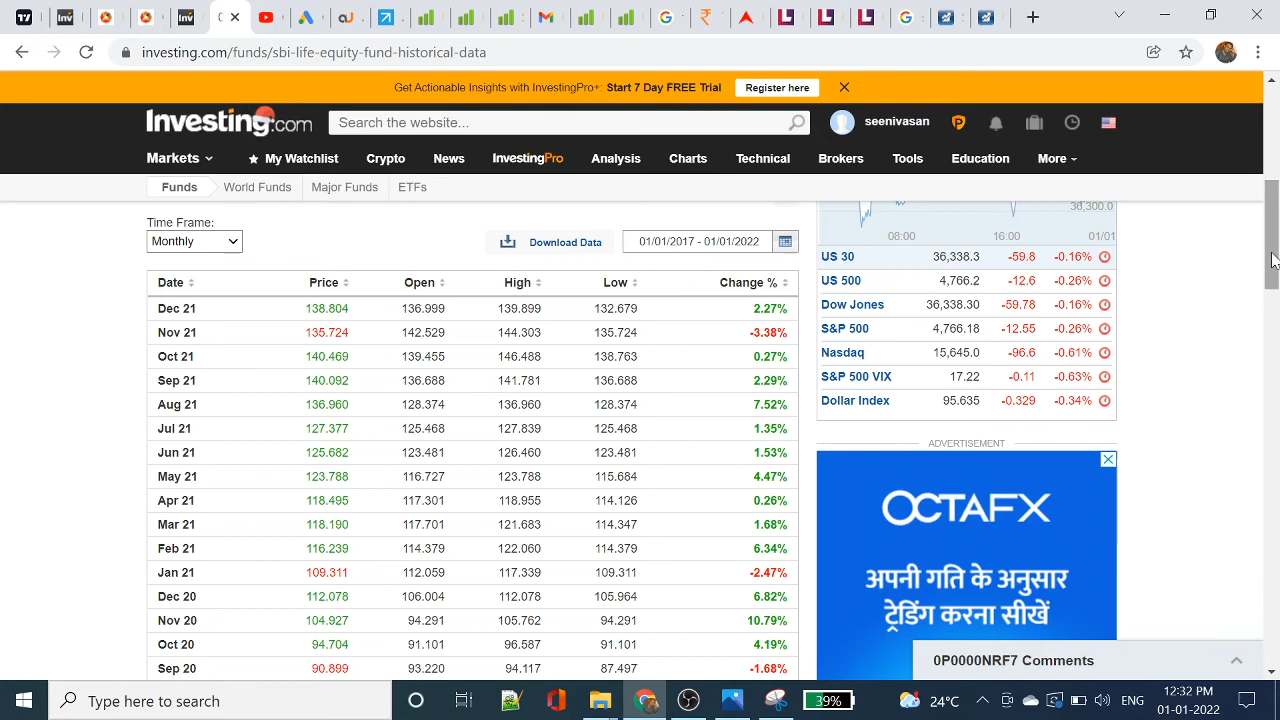 investing.com/funds/sbi-life-equity-fund-historical-data
Get Actionable Insights with InvestingPro+: Start 7 Day FREE Trial Register here
Investing.com Search the website... seenivasan
Markets My Watchlist Crypto News InvestingPro Analysis Charts Technical Brokers Tools Education More
Funds World Funds Major Funds ETFs
Time Frame:
Monthly Download Data 01/01/2017 - 01/01/2022
Date Price Open High Low Change %
Dec 21 138.804 136.999 139.899 132.679 2.27%
Nov 21 135.724 142.529 144.303 135.724 -3.38%
Oct 21 140.469 139.455 146.488 138.763 0.27%
Sep 21 140.092 136.688 141.781 136.688 2.29%
Aug 21 136.960 128.374 136.960 128.374 7.52%
Jul 21 127.377 125.468 127.839 125.468 1.35%
Jun 21 125.682 123.481 126.460 123.481 1.53%
May 21 123.788 116.727 123.788 115.684 4.47%
Apr 21 118.495 117.301 118.955 114.126 0.26%
Mar 21 118.190 117.701 121.683 114.347 1.68%
Feb 21 116.239 114.379 122.060 114.379 6.34%
Jan 21 109.311 112.059 117.339 109.311 -2.47%
Dec 20 112.078 106.004 112.078 105.964 6.82%
Nov 20 104.927 94.291 105.762 94.291 10.79%
Oct 20 94.704 91.101 96.587 91.101 4.19%
Sep 20 90.899 93.220 94.117 87.497 -1.68%
08:00 16:00 01/01
US 30 36,338.3 -59.8 -0.16%
US 500 4,766.2 -12.6 -0.26%
Dow Jones 36,338.30 -59.78 -0.16%
S&P 500 4,766.18 -12.55 -0.26%
Nasdaq 15,645.0 -96.6 -0.61%
S&P 500 VIX 17.22 -0.11 -0.63%
Dollar Index 95.635 -0.329 -0.34%
ADVERTISEMENT
OCTAFX
अपनी गति के अनुसार
ट्रेडिंग करना सीखें
0P0000NRF7 Comments
Type here to search
39%
24°C
ENG
12:32 PM
01-01-2022